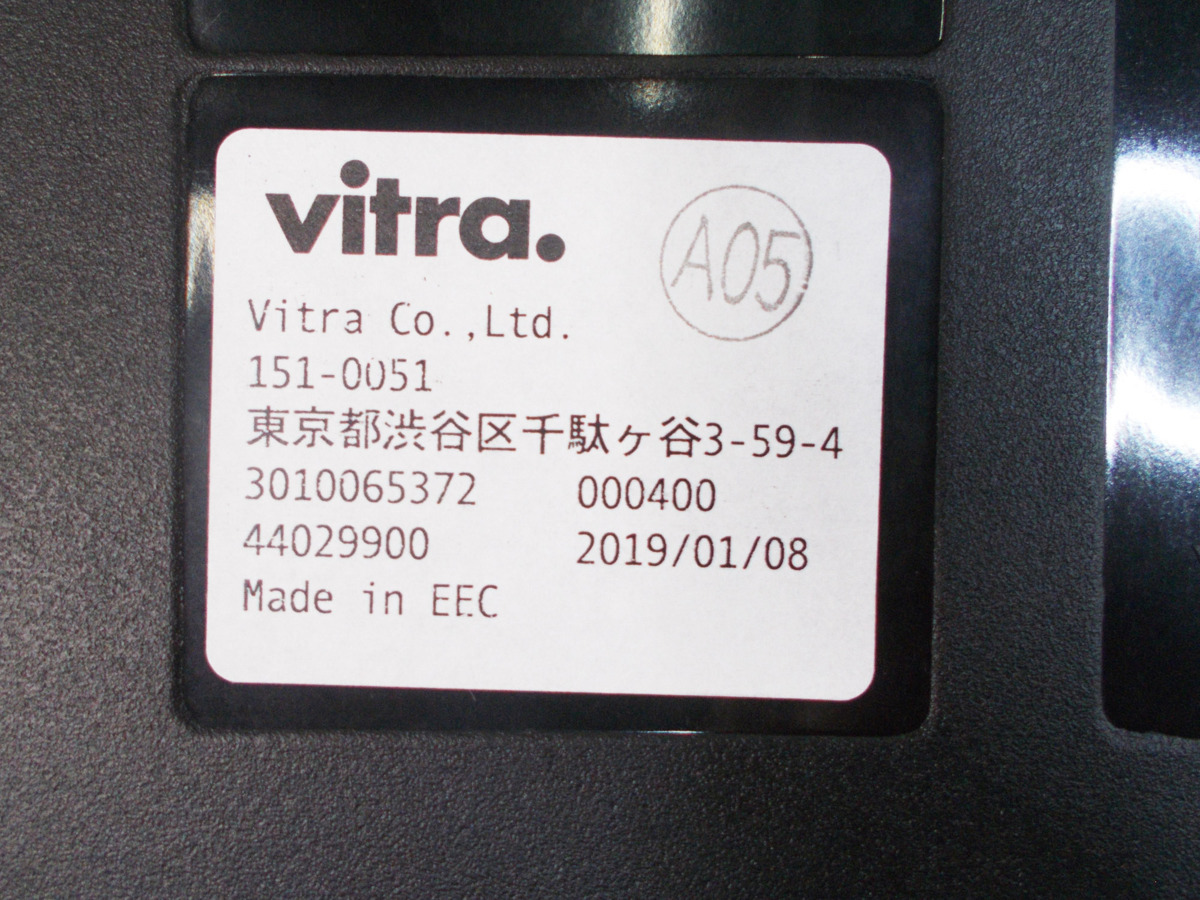 vitra.
A05
Vitra Co.,Ltd.
151-0051
東京都渋谷区千駄ヶ谷3-59-4
3010065372 000400
44029900 2019/01/08
Made in EEC